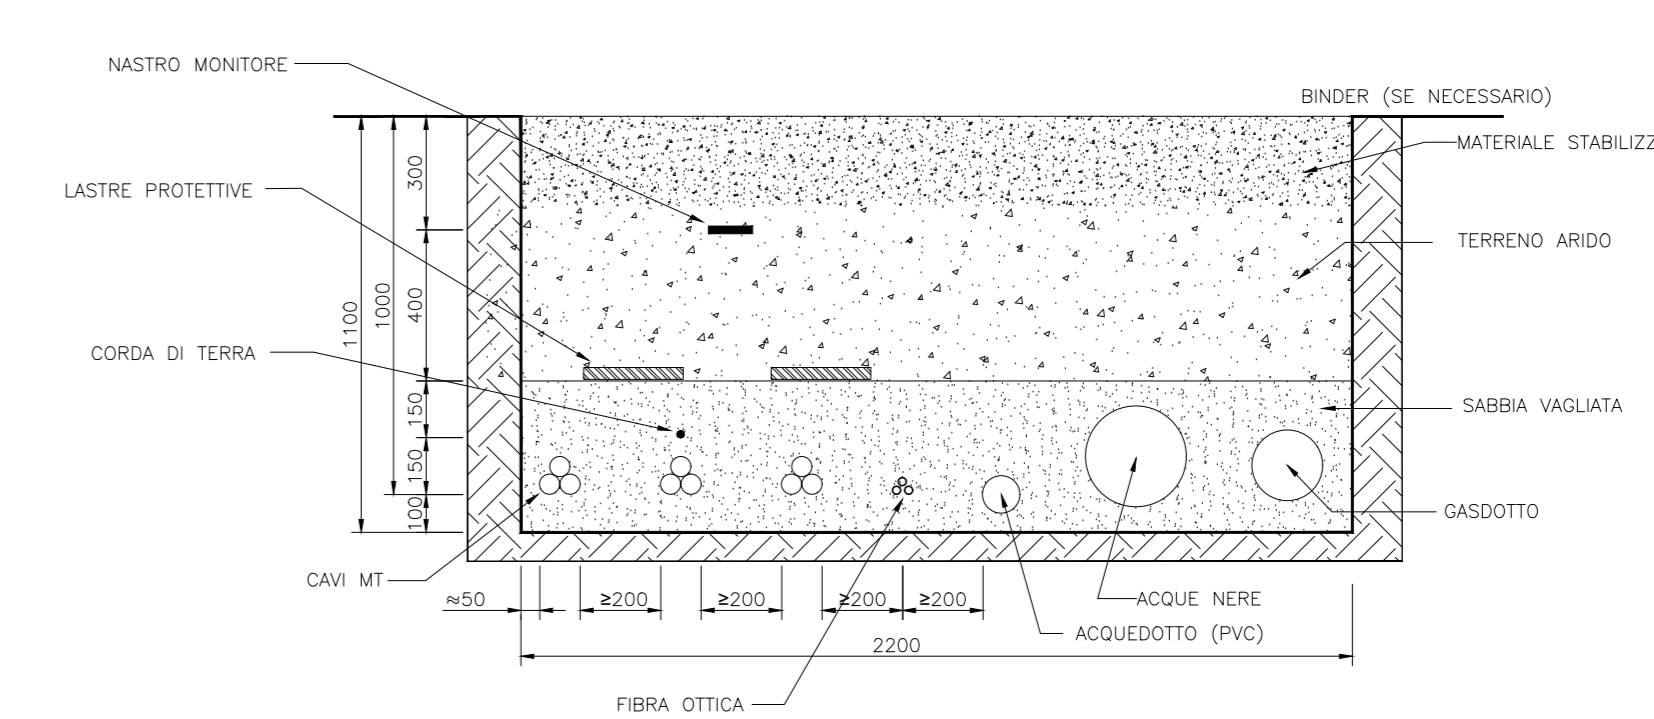 NASTRO MONITORE
BINDER (SE NECESSARIO)
MATERIALE STABILIZZ
LASTRE PROTETTIVE
TERRENO ARIDO
CORDA DI TERRA
SABBIA VAGLIATA
GASDOTTO
CAVI MT
ACQUE NERE
ACQUEDOTTO (PVC)
FIBRA OTTICA
1100
1000
300
400
150
150
100
≈50
≥200
≥200
≥200
≥200
2200